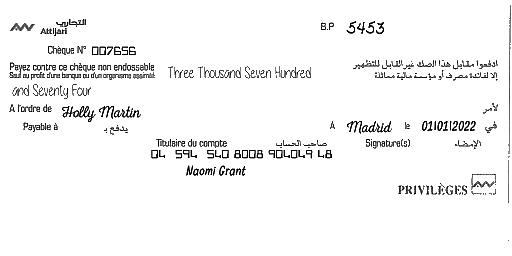 التجاري
Attijari
B.P 5453
Chèque N° 007656
Payez contre ce chèque non endossable
Sauf au profit d'une banque ou d'un organisme assimilé
Three Thousand Seven Hundred
ادفعوا مقابل هذا الصك غير القابل للتظهير
إلا لفائدة مصرف أو مؤسسة مالية مماثلة
and Seventy Four
A l'ordre de Holly Martin
لأمر
Payable à يدفع بـ
A Madrid le 01/01/2022 في
Titulaire du compte صاحب الحساب
Signature(s) الإمضاء
04 594 540 8008 904049 48
Naomi Grant
PRIVILÈGES